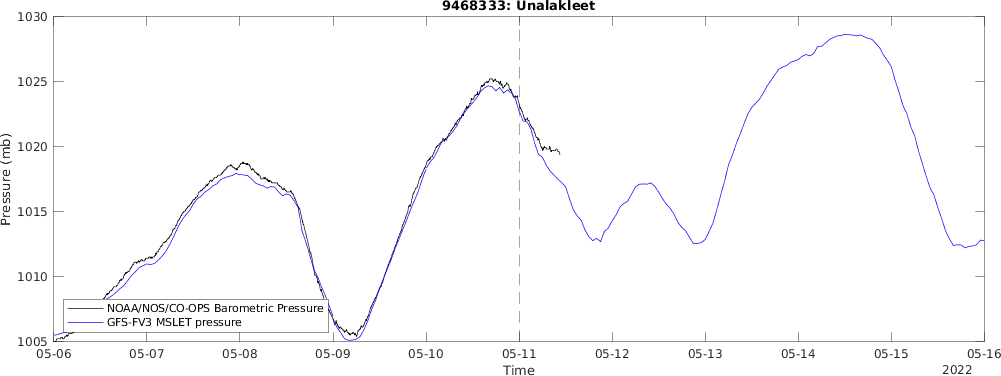 9468333: Unalakleet
Pressure (mb)
1030
1025
1020
1015
1010
1005
NOAA/NOS/CO-OPS Barometric Pressure
GFS-FV3 MSLET pressure
05-06 05-07 05-08 05-09 05-10 05-11 05-12 05-13 05-14 05-15 05-16
Time
2022